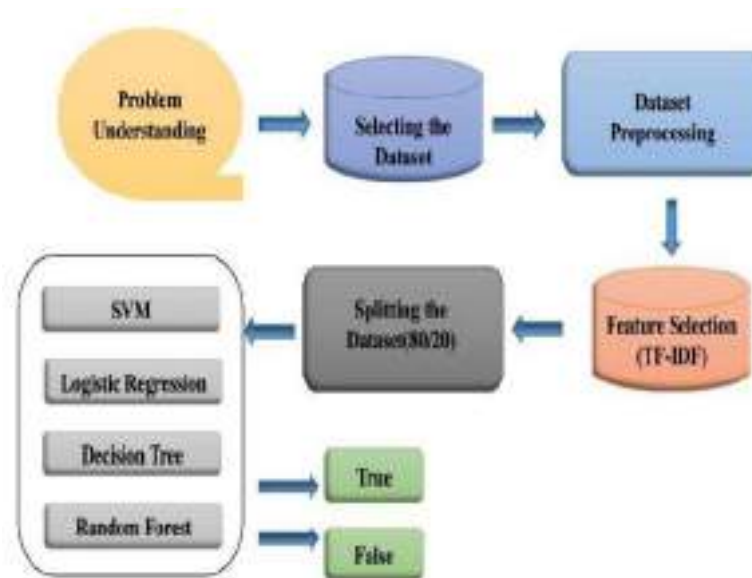 Problem
Understanding
Selecting the
Dataset
Dataset
Preprocessing
Feature Selection
(TF-IDF)
Splitting the
Dataset(80/20)
SVM
Logistic Regression
Decision Tree
Random Forest
True
False